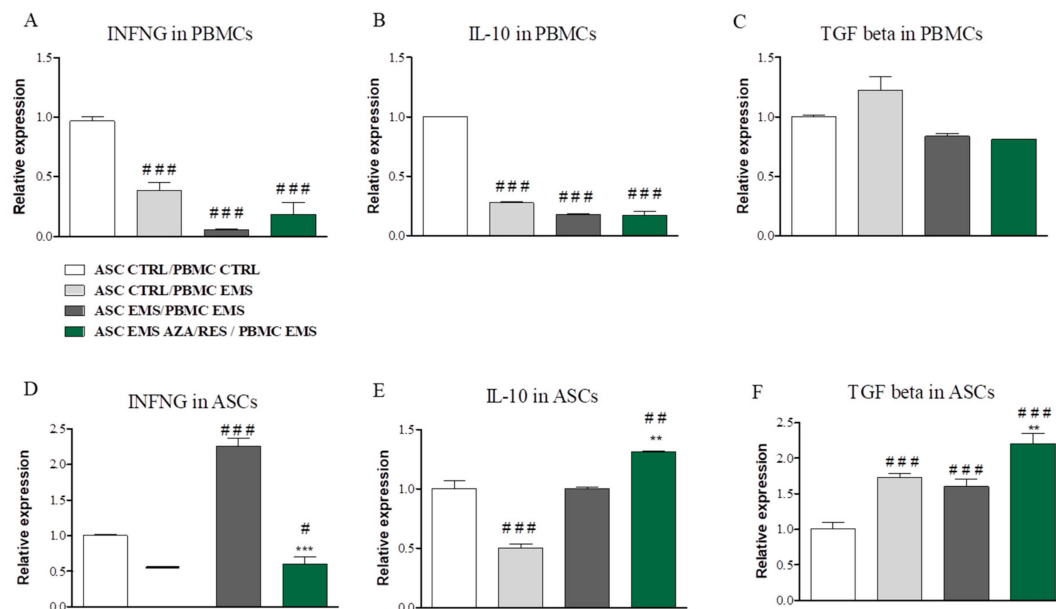 A
INFNG in PBMCs
Relative expression
1.5
1.0
0.5
0.0
# # #
# # #
# # #
B
IL-10 in PBMCs
Relative expression
1.5
1.0
0.5
0.0
# # #
# # #
# # #
C
TGF beta in PBMCs
Relative expression
1.5
1.0
0.5
0.0
ASC CTRL/PBMC CTRL
ASC CTRL/PBMC EMS
ASC EMS/PBMC EMS
ASC EMS AZA/RES / PBMC EMS
D
INFNG in ASCs
Relative expression
2.5
2.0
1.5
1.0
0.5
0.0
###
#
***
E
IL-10 in ASCs
Relative expression
1.5
1.0
0.5
0.0
# # #
# #
**
F
TGF beta in ASCs
Relative expression
2.5
2.0
1.5
1.0
0.5
0.0
# # #
# # #
# # #
**